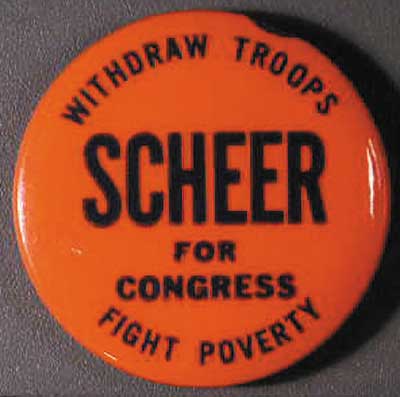 WITHDRAW TROOPS
SCHEER
FOR
CONGRESS
FIGHT POVERTY